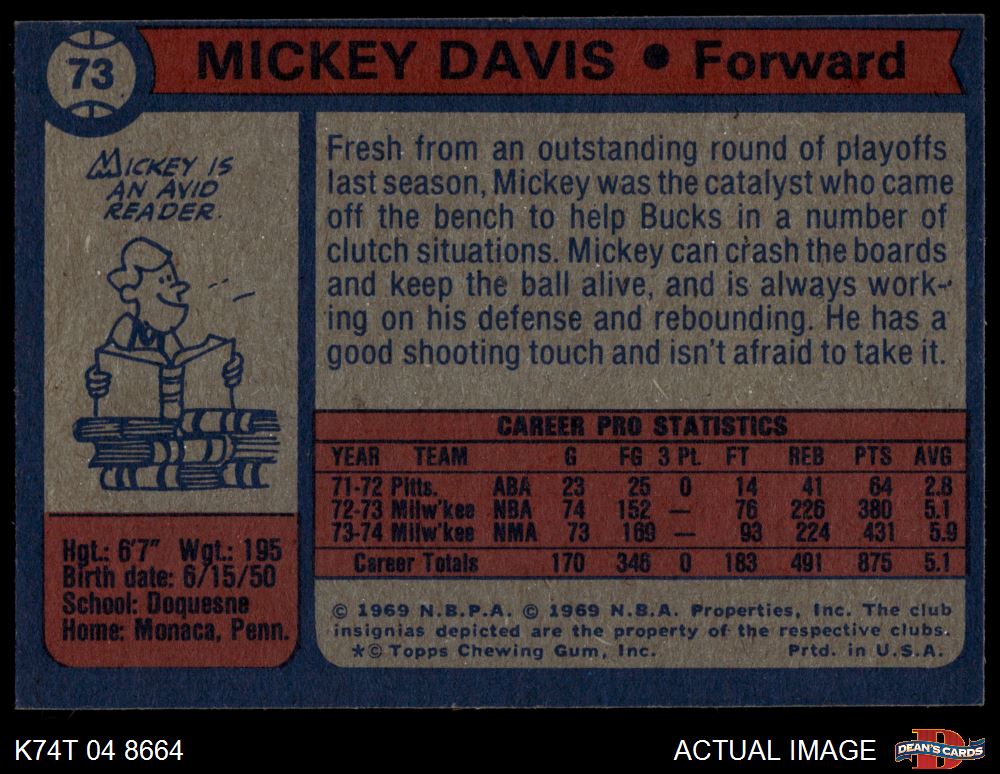 73
MICKEY DAVIS • Forward
MICKEY IS
AN AVID
READER.
Fresh from an outstanding round of playoffs
last season, Mickey was the catalyst who came
off the bench to help Bucks in a number of
clutch situations. Mickey can crash the boards
and keep the ball alive, and is always work-
ing on his defense and rebounding. He has a
good shooting touch and isn't afraid to take it.
CAREER PRO STATISTICS
YEAR TEAM G FG 3 Pt. FT REB PTS AVG
71-72 Pitts. ABA 23 25 0 14 41 64 2.8
72-73 Milw'kee NBA 74 152 — 76 226 380 5.1
73-74 Milw'kee NMA 73 169 — 93 224 431 5.9
Career Totals 170 346 0 183 491 875 5.1
Hgt.: 6'7" Wgt.: 195
Birth date: 6/15/50
School: Doquesne
Home: Monaca, Penn.
© 1969 N.B.P.A. © 1969 N.B.A. Properties, Inc. The club
insignias depicted are the property of the respective clubs.
*© Topps Chewing Gum, Inc. Prtd. in U.S.A.
K74T 04 8664
ACTUAL IMAGE
DEAN'S CARDS